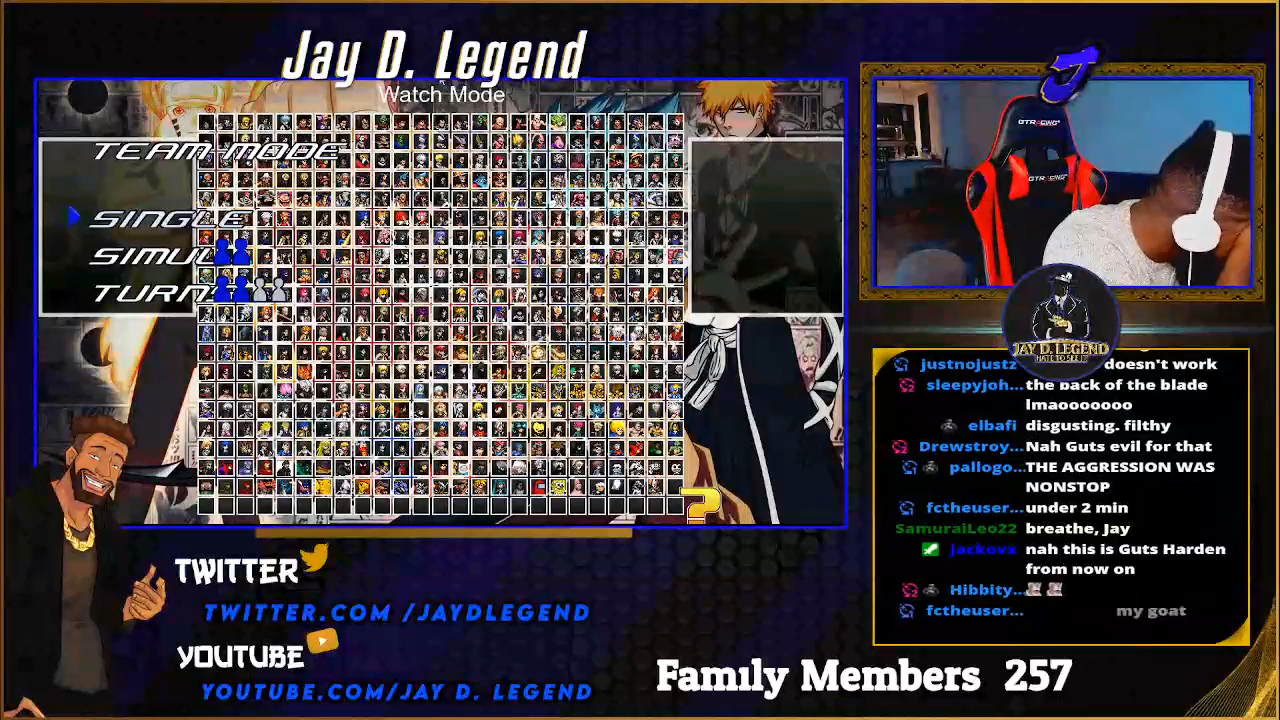 Jay D. Legend
Watch Mode
TEAM MODE
SINGLE
SIMUL
TURN
?
J
GTRACING
GTRACING
JAY D. LEGEND
justnojustz doesn't work
sleepyjoh... the back of the blade
lmaooooooo
elbafi disgusting. filthy
Drewstroy... Nah Guts evil for that
pallogo... THE AGGRESSION WAS
NONSTOP
fctheuser... under 2 min
SamuraiLeo22 breathe, Jay
jackovx nah this is Guts Harden
from now on
Hibbity...
fctheuser... my goat
TWITTER
TWITTER.COM /JAYDLEGEND
YOUTUBE
YOUTUBE.COM/JAY D. LEGEND
Family Members 257